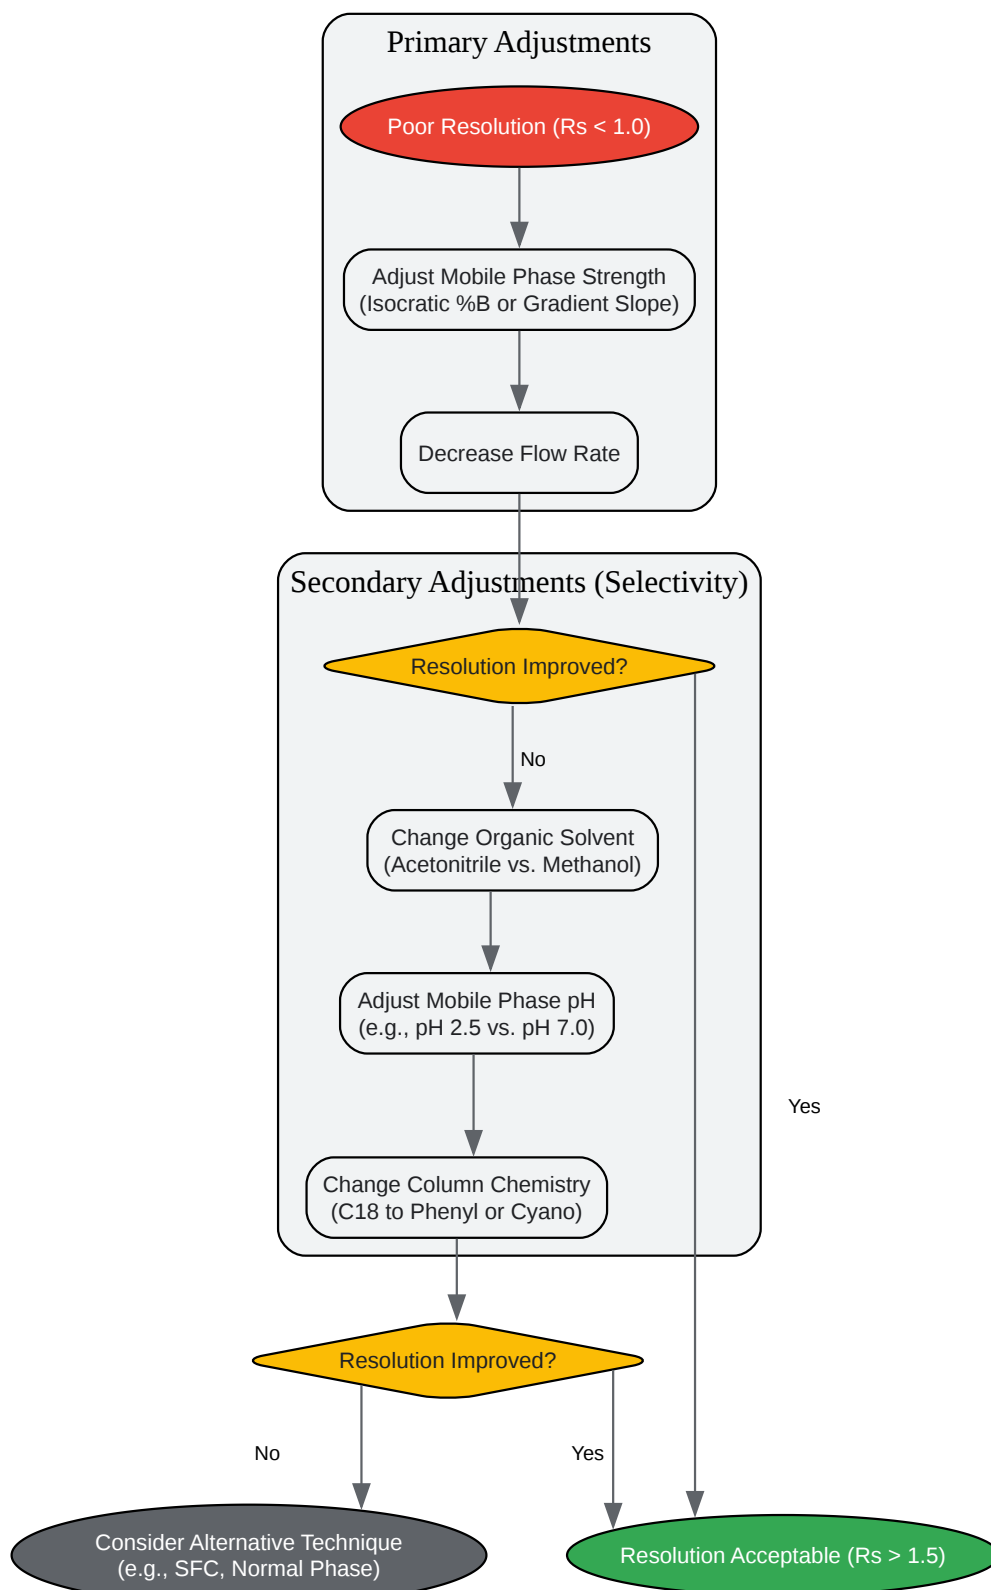 Primary Adjustments
Poor Resolution (Rs < 1.0)
Adjust Mobile Phase Strength
(Isocratic %B or Gradient Slope)
Decrease Flow Rate
Secondary Adjustments (Selectivity)
Resolution Improved?
No
Change Organic Solvent
(Acetonitrile vs. Methanol)
Adjust Mobile Phase pH
(e.g., pH 2.5 vs. pH 7.0)
Yes
Change Column Chemistry
(C18 to Phenyl or Cyano)
Resolution Improved?
No
Yes
Consider Alternative Technique
(e.g., SFC, Normal Phase)
Resolution Acceptable (Rs > 1.5)